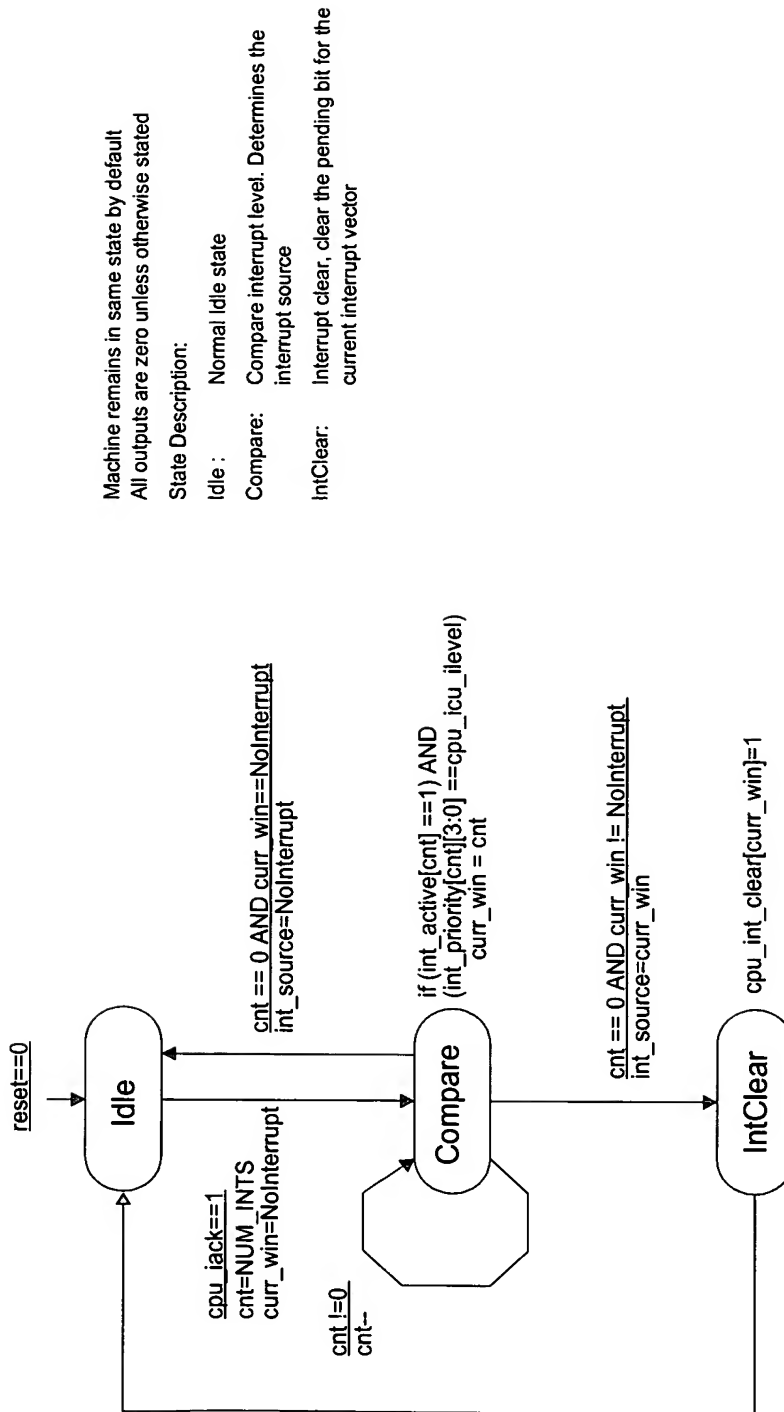 Machine remains in same state by default
All outputs are zero unless otherwise stated
State Description:
Idle : Normal Idle state
Compare: Compare interrupt level. Determines the
interrupt source
IntClear: Interrupt clear, clear the pending bit for the
current interrupt vector
reset==0
Idle
cpu_iack==1
cnt=NUM_INTS
curr_win=NoInterrupt
cnt == 0 AND curr_win==NoInterrupt
int_source=NoInterrupt
cnt !=0
cnt--
Compare
if (int_active[cnt] ==1) AND
(int_priority[cnt][3:0] ==cpu_icu_ilevel)
curr_win = cnt
cnt == 0 AND curr_win != NoInterrupt
int_source=curr_win
IntClear
cpu_int_clear[curr_win]=1